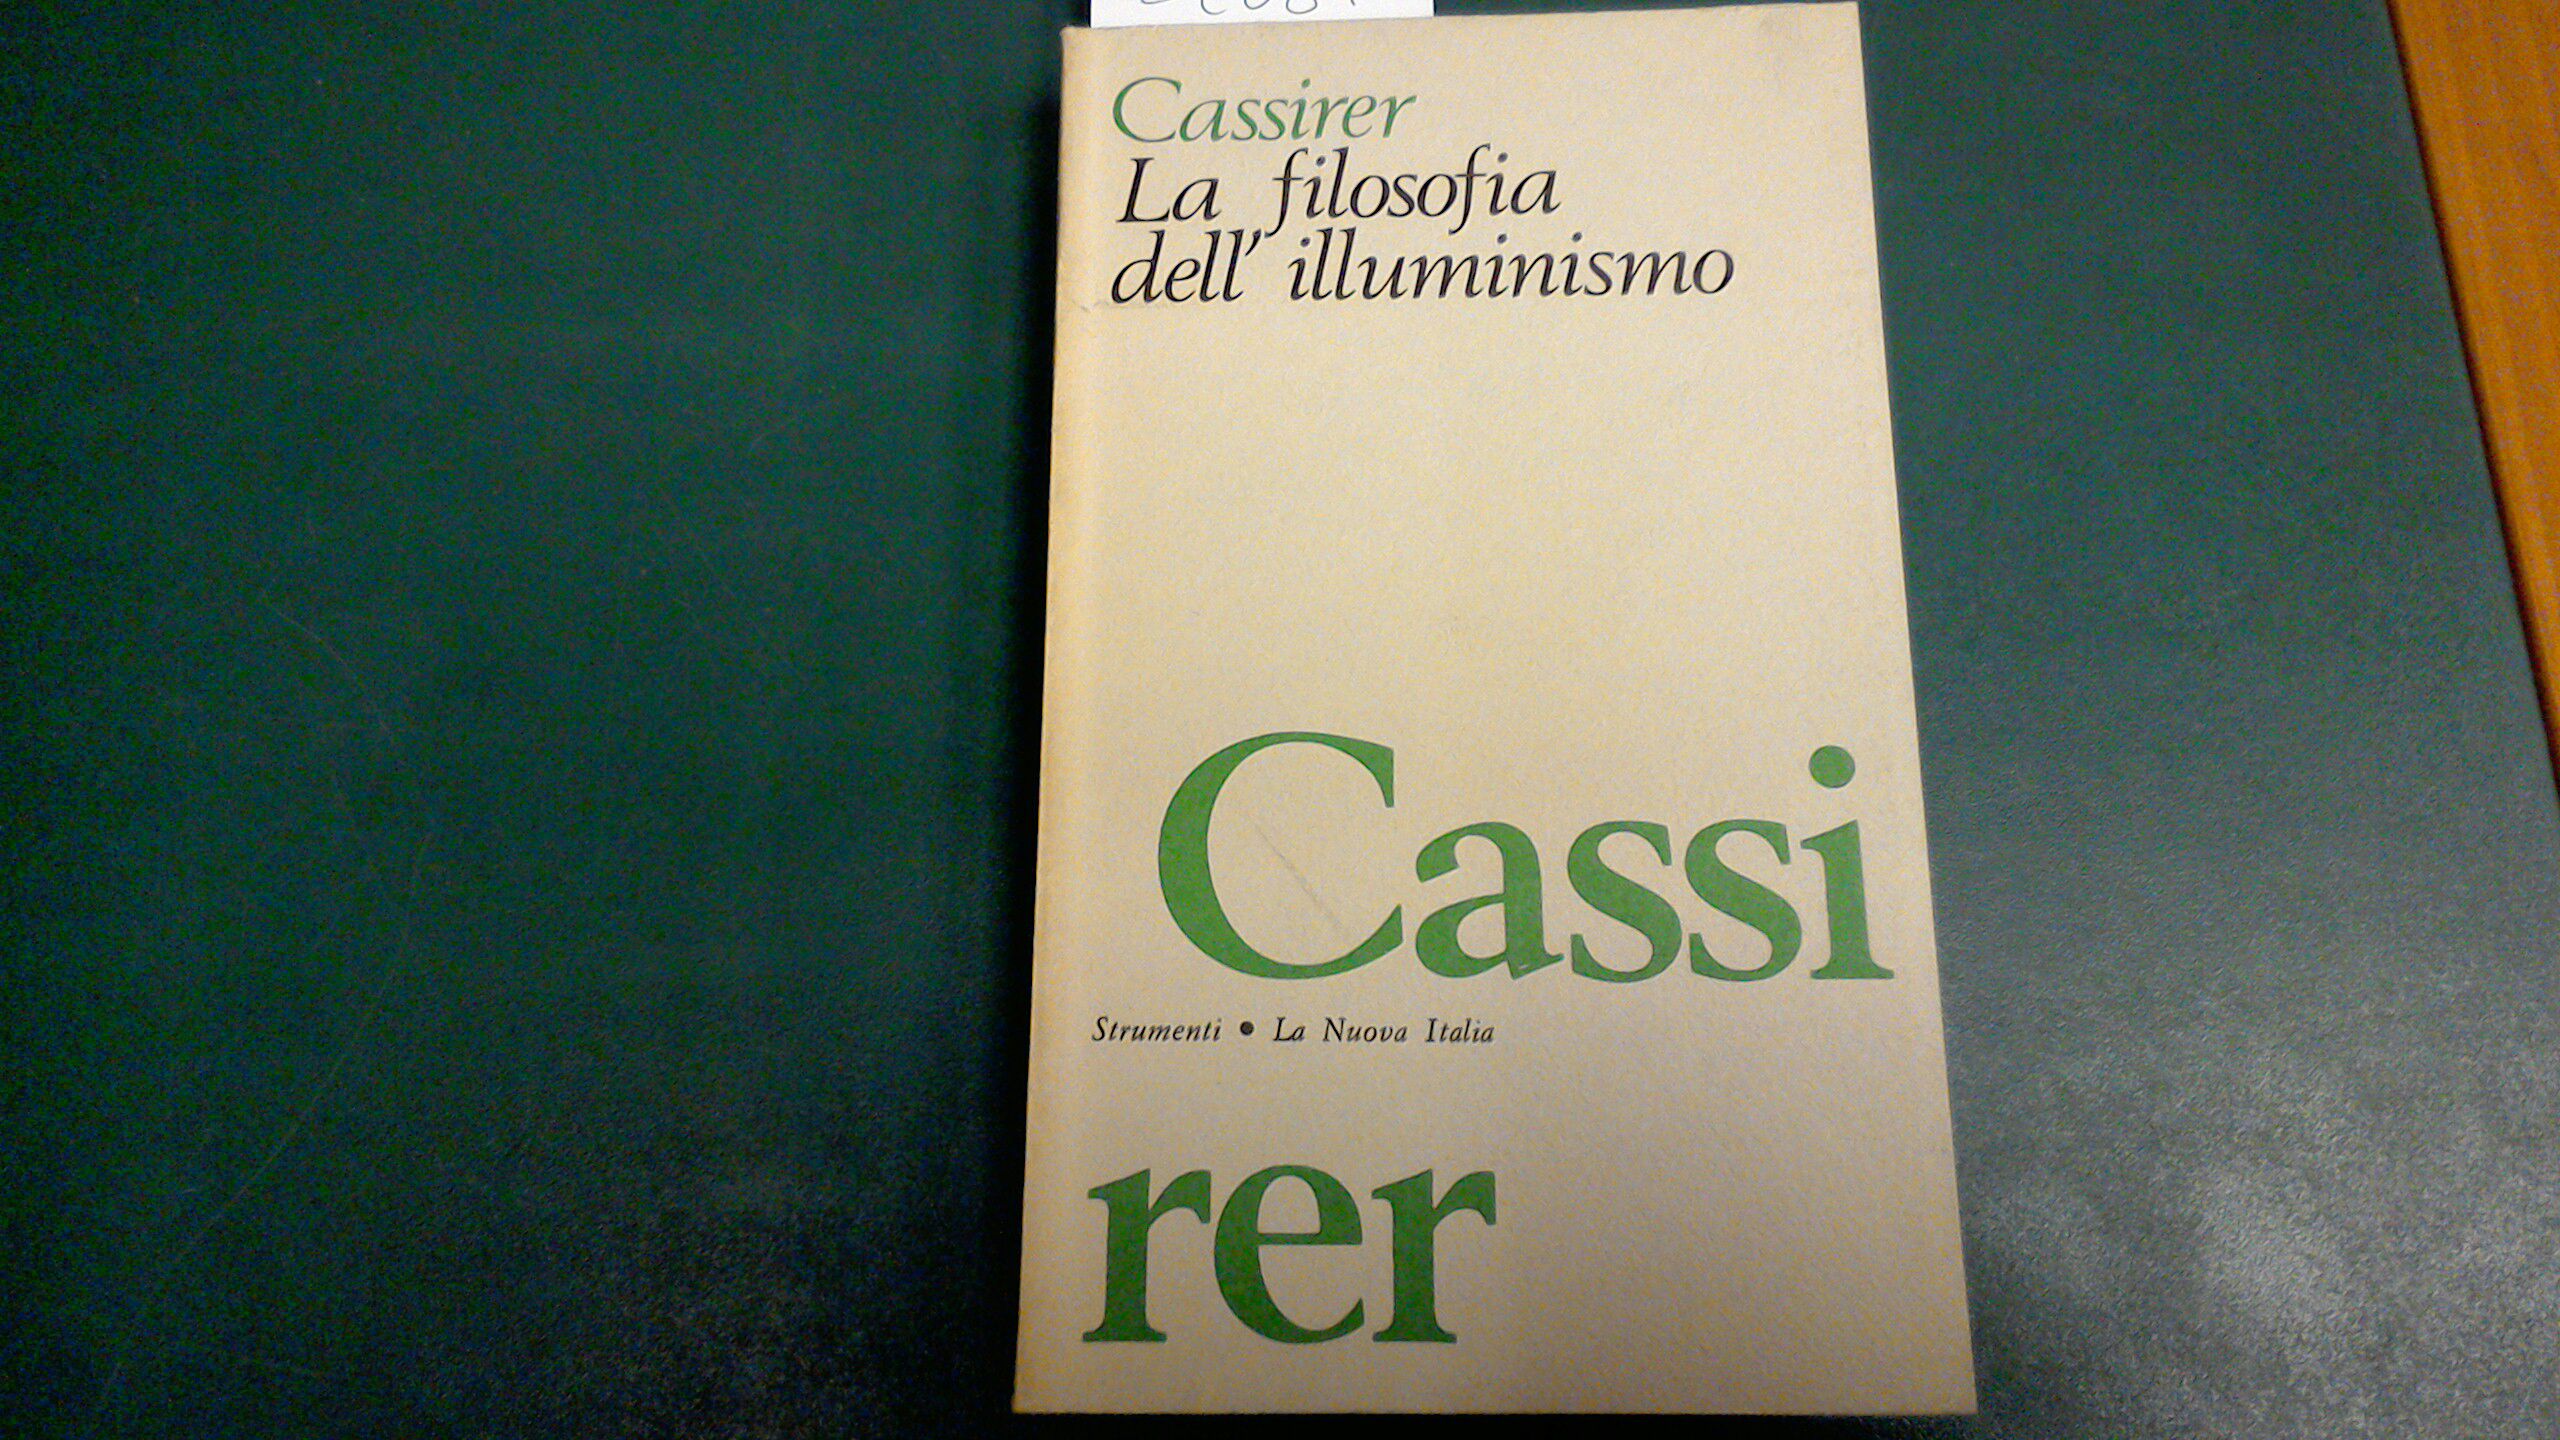 Cassirer
La filosofia
dell' illuminismo
Cassi
Strumenti • La Nuova Italia
rer